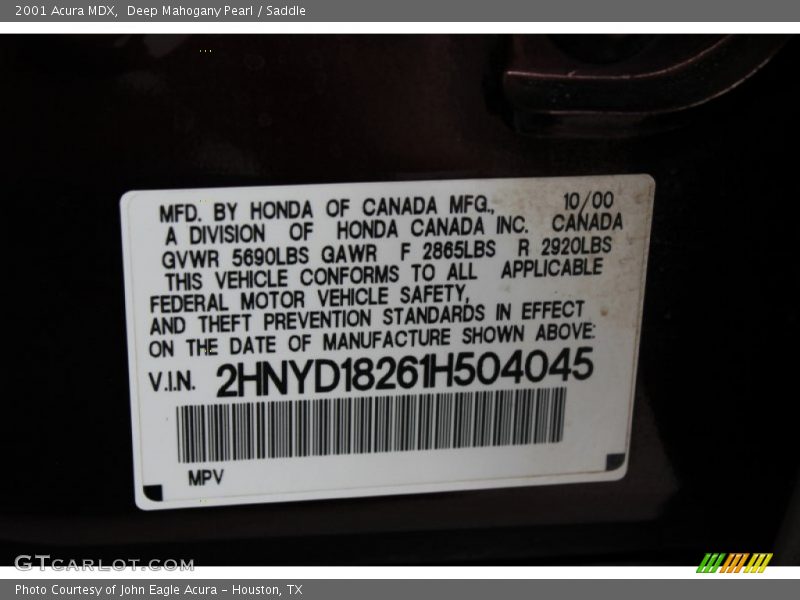 2001 Acura MDX,  Deep Mahogany Pearl / Saddle
MFD. BY HONDA OF CANADA MFG., 10/00
A DIVISION OF HONDA CANADA INC. CANADA
GVWR 5690LBS GAWR F 2865LBS R 2920LBS
THIS VEHICLE CONFORMS TO ALL APPLICABLE
FEDERAL MOTOR VEHICLE SAFETY,
AND THEFT PREVENTION STANDARDS IN EFFECT
ON THE DATE OF MANUFACTURE SHOWN ABOVE:
V.I.N. 2HNYD18261H504045
MPV
GTCARLOT.COM
Photo Courtesy of John Eagle Acura - Houston, TX